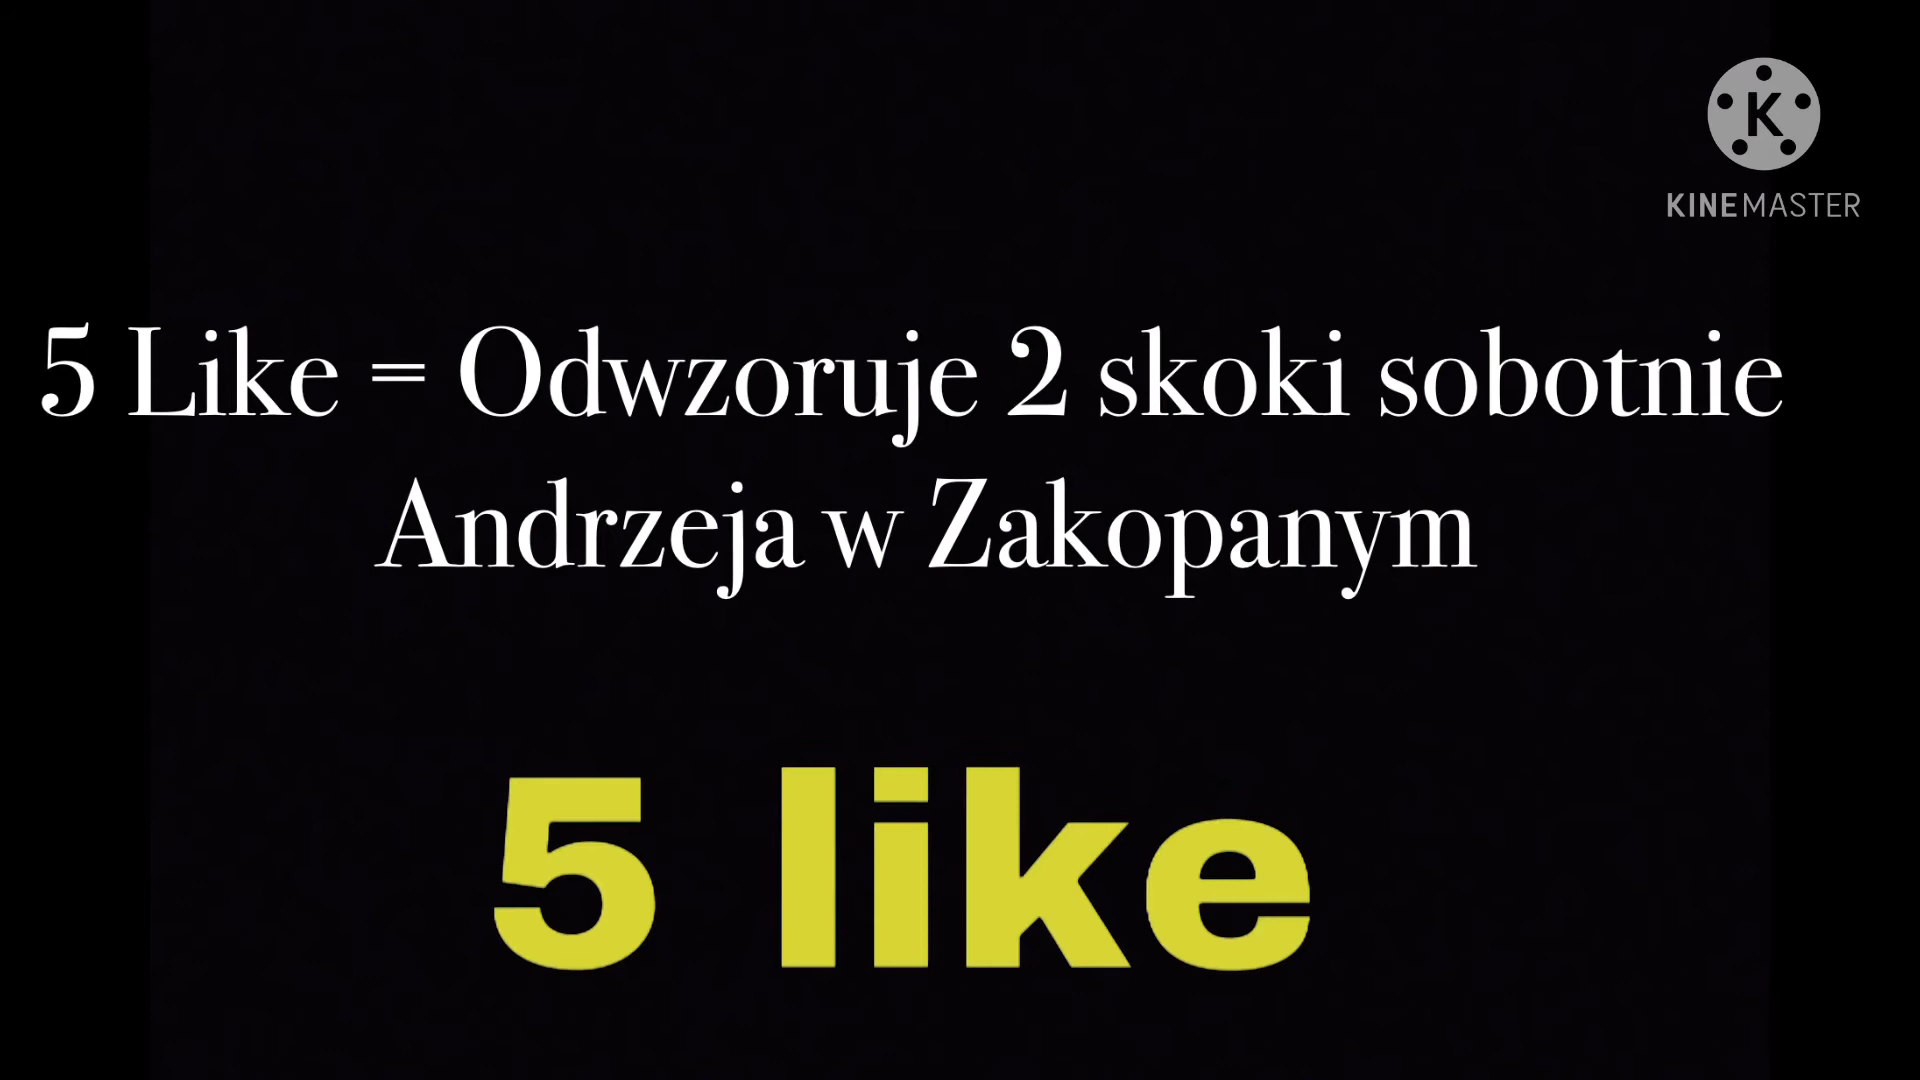 K
KINEMASTER
5 Like = Odwzoruje 2 skoki sobotnie
Andrzeja w Zakopanym
5 like